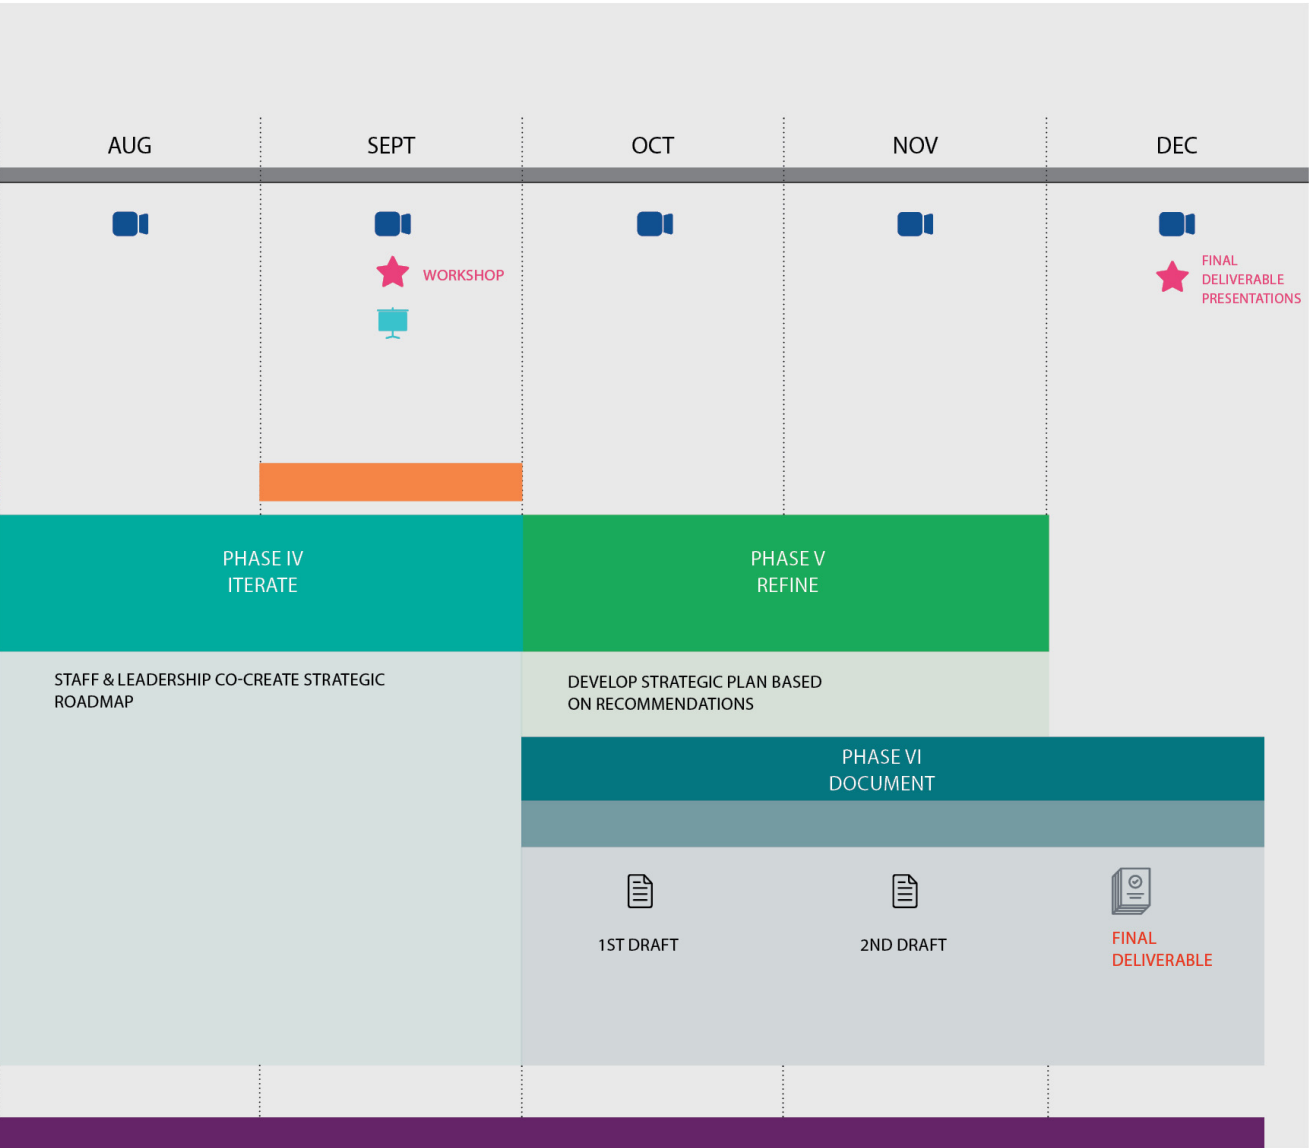 AUG
SEPT
OCT
NOV
DEC
WORKSHOP
FINAL
DELIVERABLE
PRESENTATIONS
PHASE IV
ITERATE
PHASE V
REFINE
STAFF & LEADERSHIP CO-CREATE STRATEGIC
ROADMAP
DEVELOP STRATEGIC PLAN BASED
ON RECOMMENDATIONS
PHASE VI
DOCUMENT
1ST DRAFT
2ND DRAFT
FINAL
DELIVERABLE